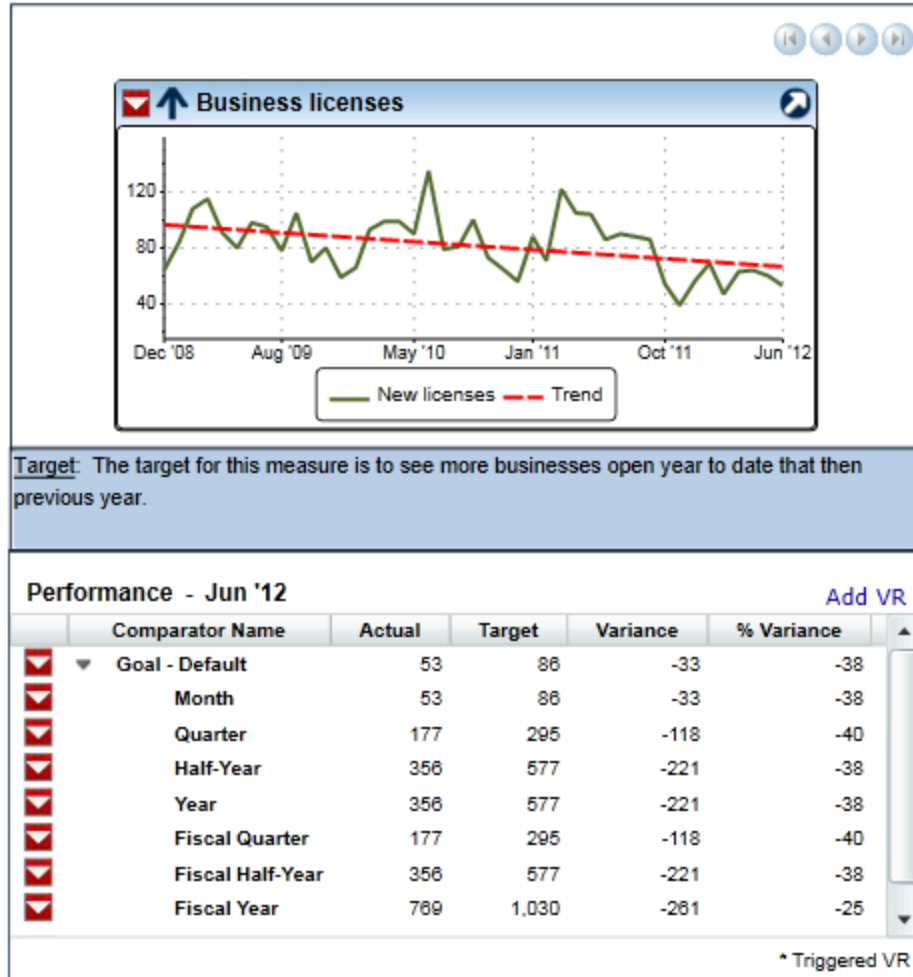 Business licenses
120
80
40
Dec '08 Aug '09 May '10 Jan '11 Oct '11 Jun '12
New licenses Trend
Target: The target for this measure is to see more businesses open year to date that then
previous year.
Performance - Jun '12 Add VR
Comparator Name Actual Target Variance % Variance
Goal - Default 53 86 -33 -38
Month 53 86 -33 -38
Quarter 177 295 -118 -40
Half-Year 356 577 -221 -38
Year 356 577 -221 -38
Fiscal Quarter 177 295 -118 -40
Fiscal Half-Year 356 577 -221 -38
Fiscal Year 769 1,030 -261 -25
* Triggered VR